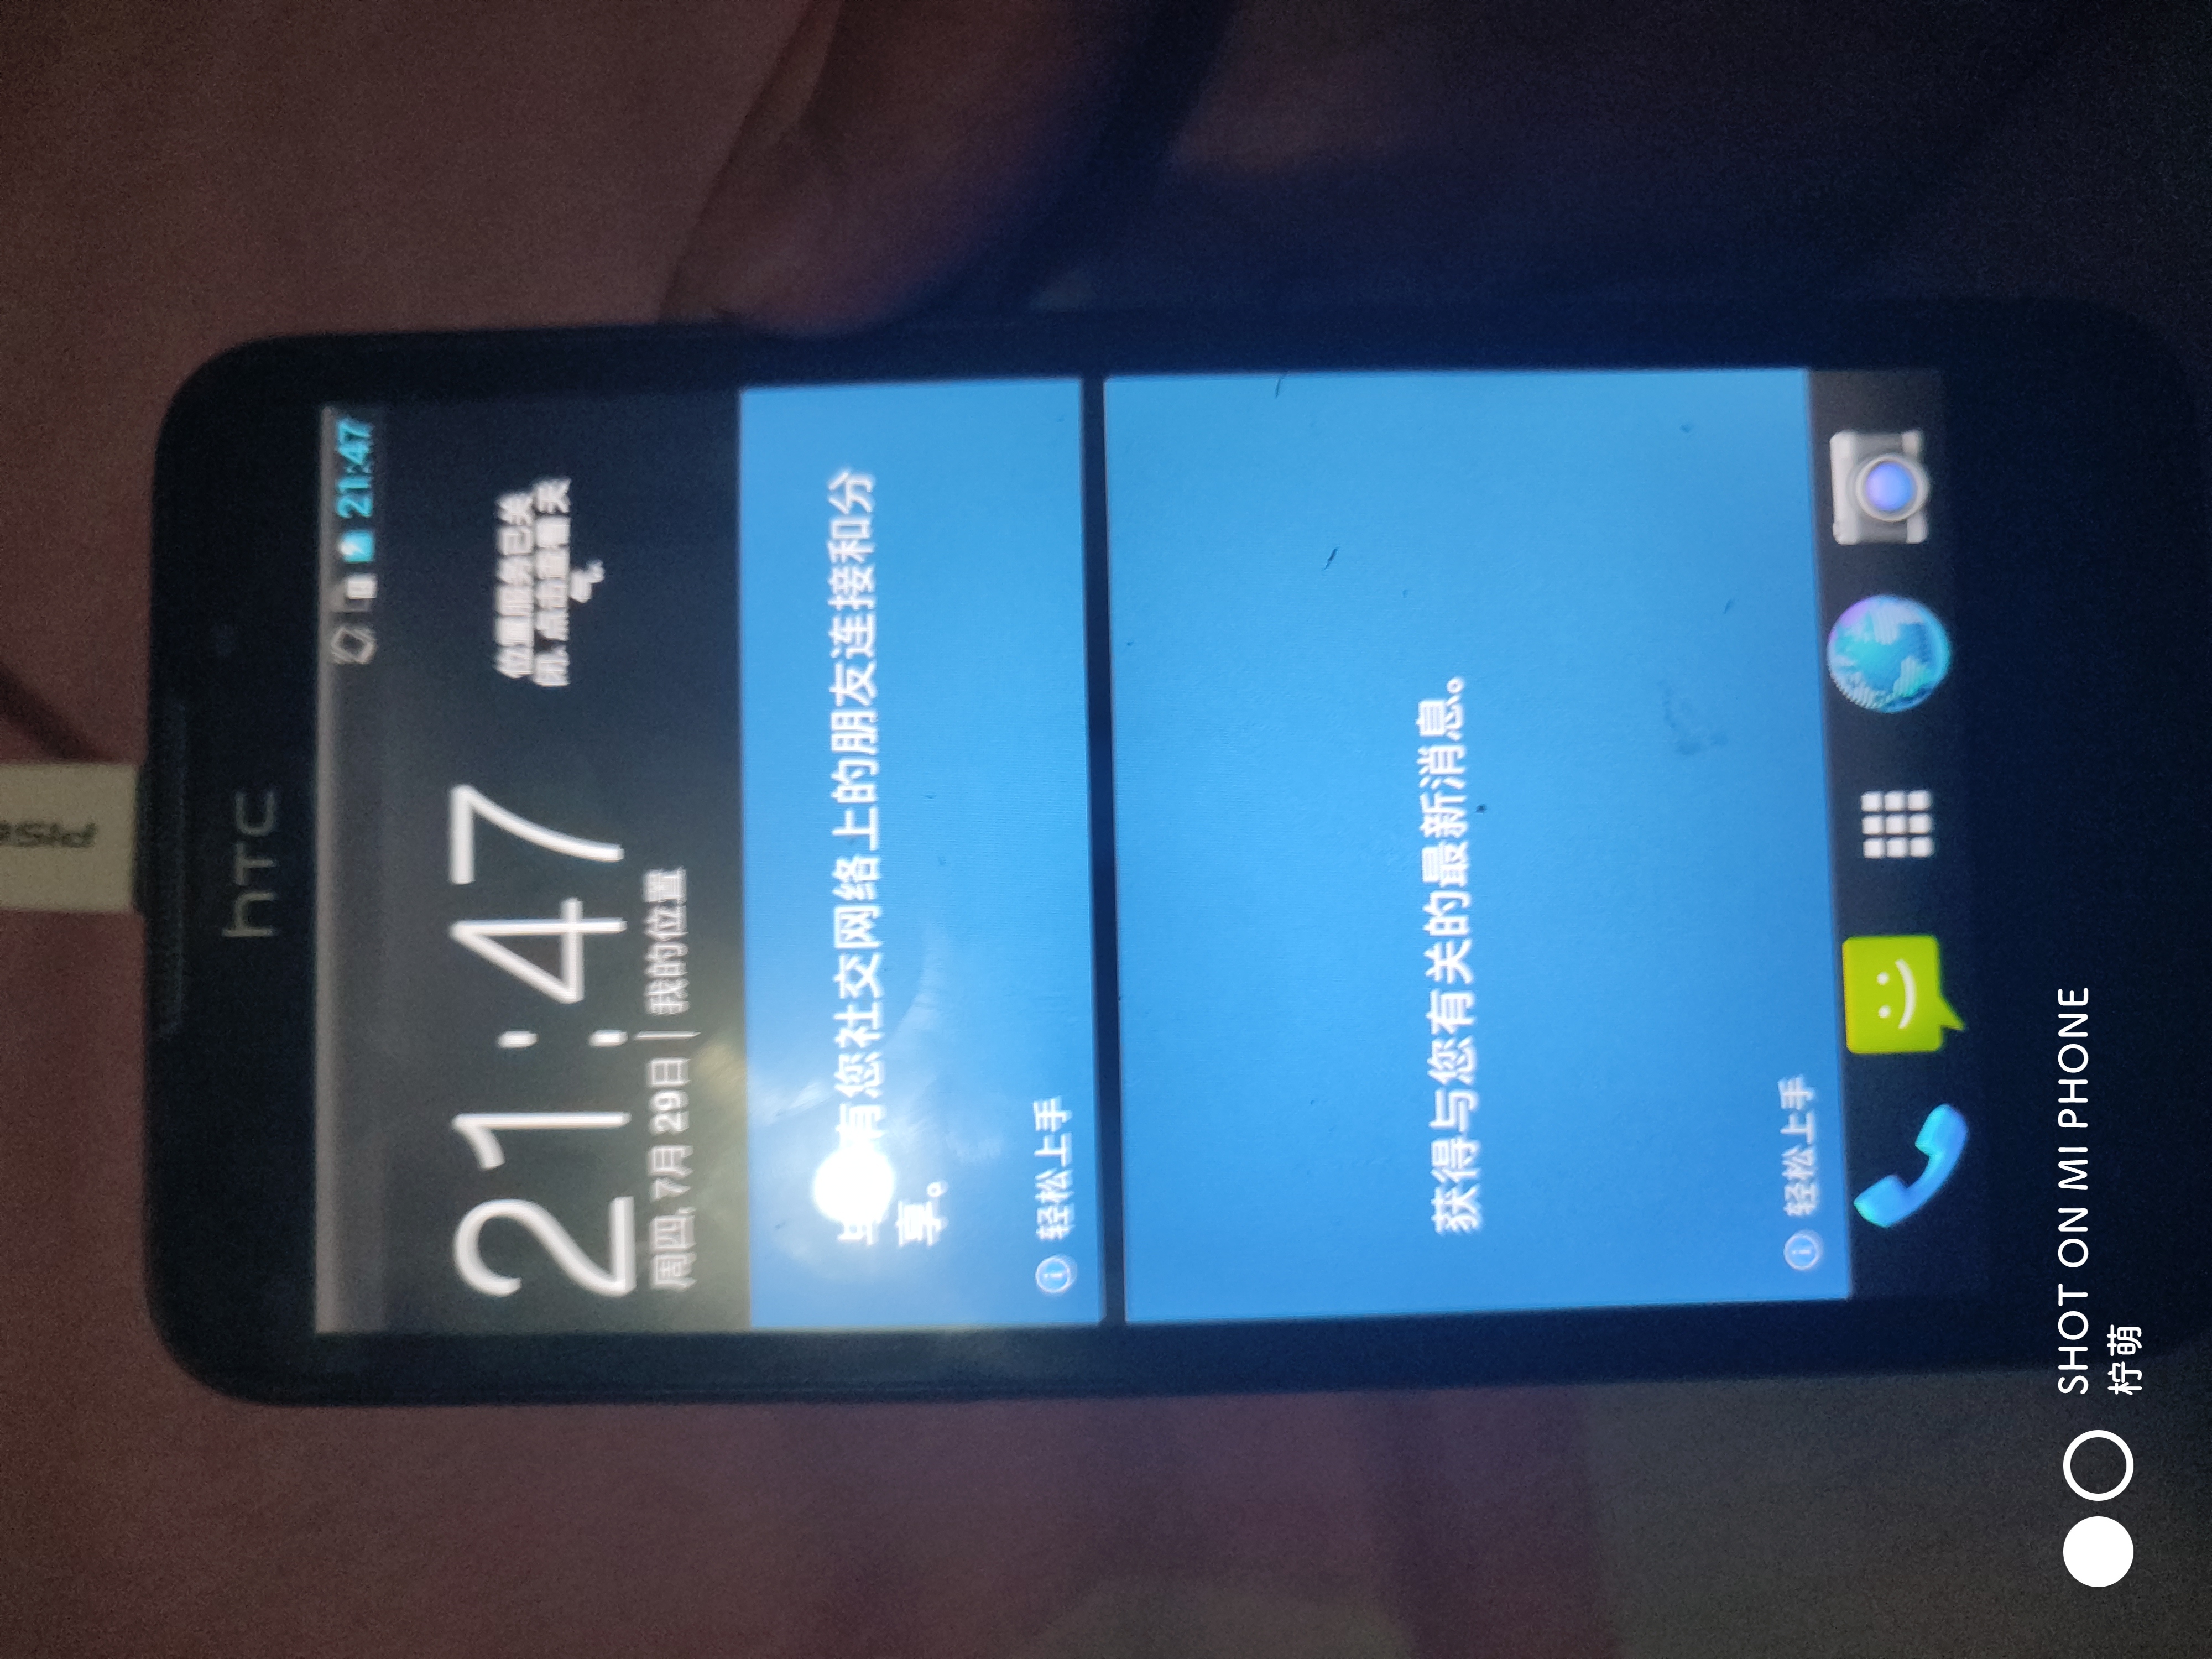 hTC
21:47
21:47
位置服务已关
闭. 点击查看天
气.
周四, 7月 29日 | 我的位置
有您社交网络上的朋友连接和分
享。
轻松上手
获得与您有关的最新消息。
轻松上手
SHOT ON MI PHONE
柠萌